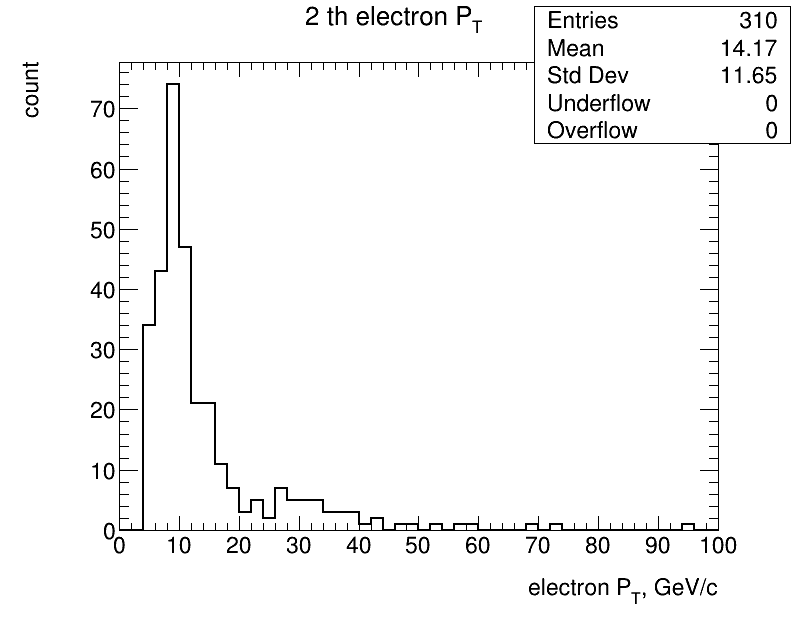 2 th electron P_T
Entries 310
Mean 14.17
Std Dev 11.65
Underflow 0
Overflow 0
count
70
60
50
40
30
20
10
0
0 10 20 30 40 50 60 70 80 90 100
electron P_T, GeV/c